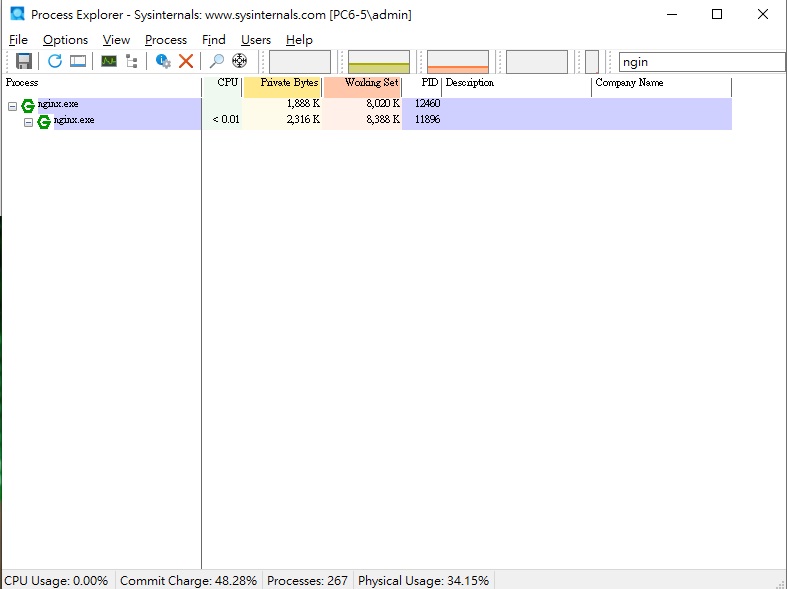 Process Explorer - Sysinternals: www.sysinternals.com [PC6-5\admin]
File Options View Process Find Users Help
ngin
Process CPU Private Bytes Working Set PID Description Company Name
nginx.exe 1,888 K 8,020 K 12460
nginx.exe < 0.01 2,316 K 8,388 K 11896
CPU Usage: 0.00% Commit Charge: 48.28% Processes: 267 Physical Usage: 34.15%